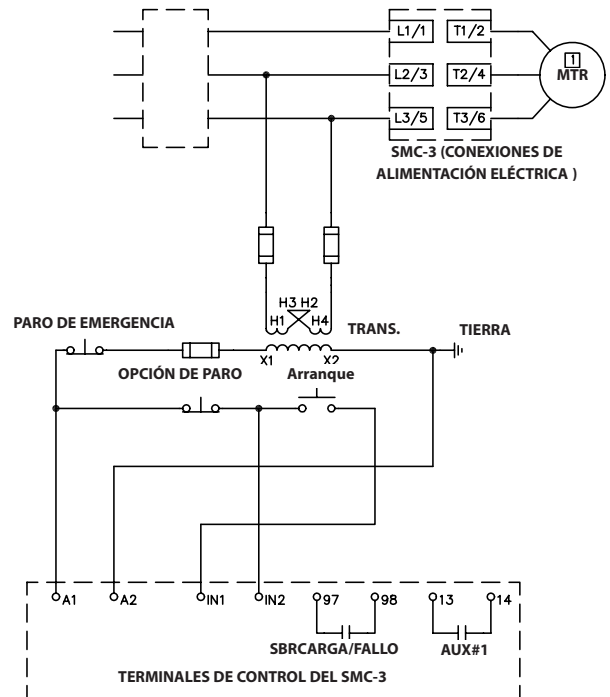 L1/1 T1/2
L2/3 T2/4
1
MTR
L3/5 T3/6
SMC-3 (CONEXIONES DE
ALIMENTACIÓN ELÉCTRICA )
H3 H2
H1 H4
PARO DE EMERGENCIA
TRANS.
TIERRA
X1 X2
OPCIÓN DE PARO
Arranque
A1 A2 IN1 IN2 97 98 13 14
SBRCARGA/FALLO
AUX#1
TERMINALES DE CONTROL DEL SMC-3